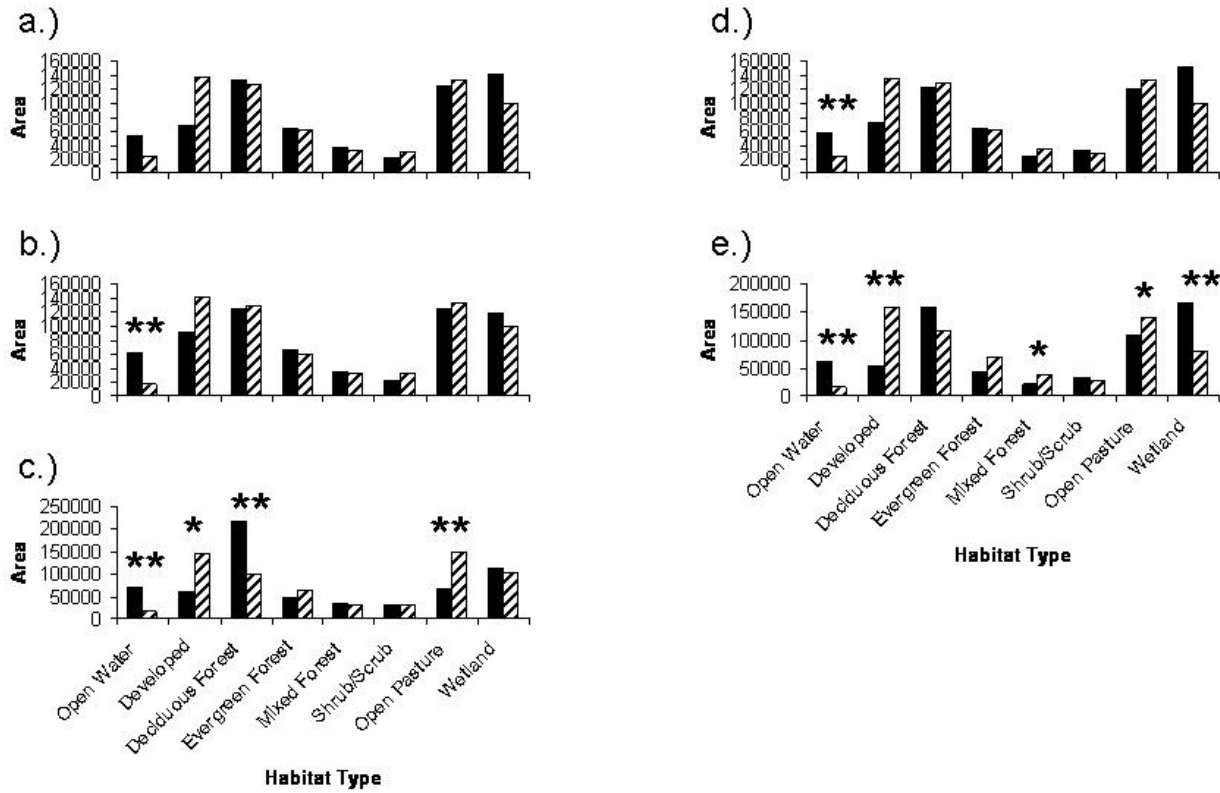 a.)
Area
160000
140000
120000
100000
80000
60000
40000
20000
0
b.)
Area
160000
140000
120000
100000
80000
60000
40000
20000
0
**
c.)
Area
250000
200000
150000
100000
50000
0
**
*
**
**
Open Water
Developed
Deciduous Forest
Evergreen Forest
Mixed Forest
Shrub/Scrub
Open Pasture
Wetland
Habitat Type
d.)
Area
160000
140000
120000
100000
80000
60000
40000
20000
0
**
e.)
Area
200000
150000
100000
50000
0
**
**
*
*
**
Open Water
Developed
Deciduous Forest
Evergreen Forest
Mixed Forest
Shrub/Scrub
Open Pasture
Wetland
Habitat Type